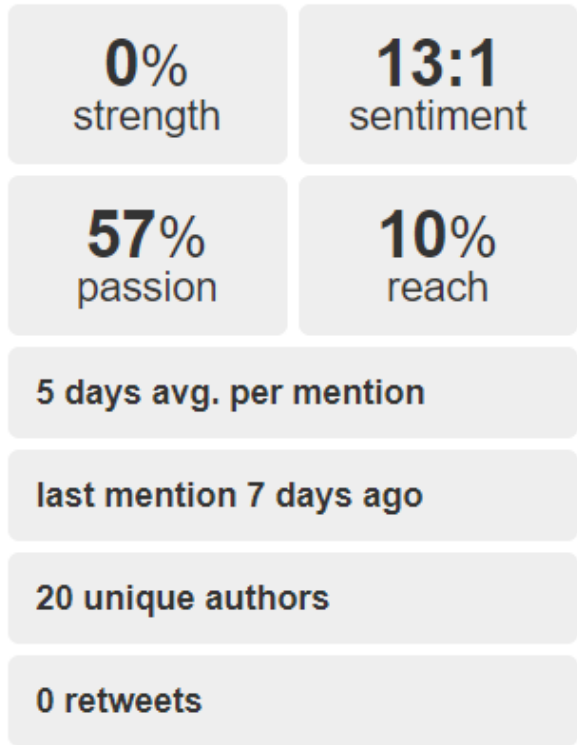 0%
strength
13:1
sentiment
57%
passion
10%
reach
5 days avg. per mention
last mention 7 days ago
20 unique authors
0 retweets